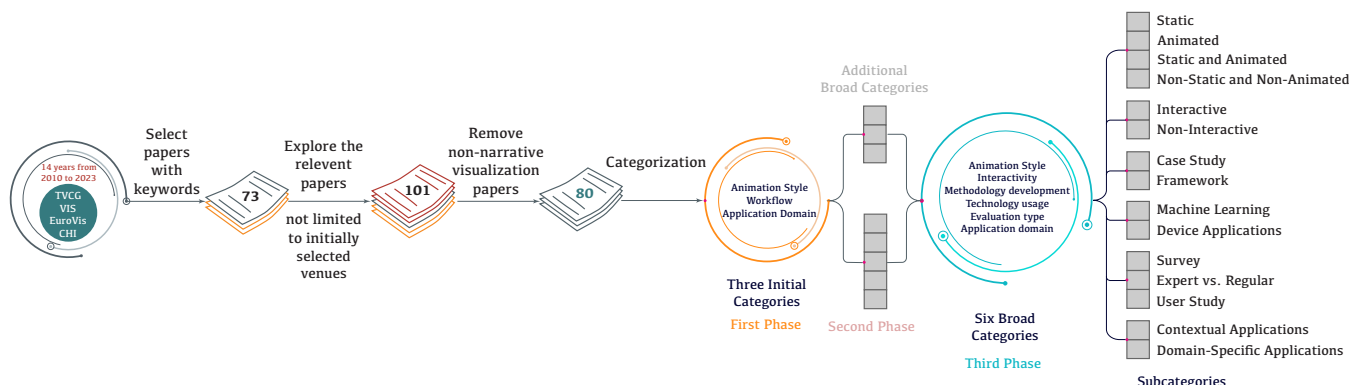 14 years from
2010 to 2023
TVCG
VIS
EuroVis
CHI
Select
papers
with
keywords
73
Explore the
relevent
papers
not limited
to initially
selected
venues
101
Remove
non-narrative
visualization
papers
80
Categorization
Animation Style
Workflow
Application Domain
Three Initial
Categories
First Phase
Additional
Broad Categories
Second Phase
Animation Style
Interactivity
Methodology development
Technology usage
Evaluation type
Application domain
Six Broad
Categories
Third Phase
Static
Animated
Static and Animated
Non-Static and Non-Animated
Interactive
Non-Interactive
Case Study
Framework
Machine Learning
Device Applications
Survey
Expert vs. Regular
User Study
Contextual Applications
Domain-Specific Applications
Subcategories